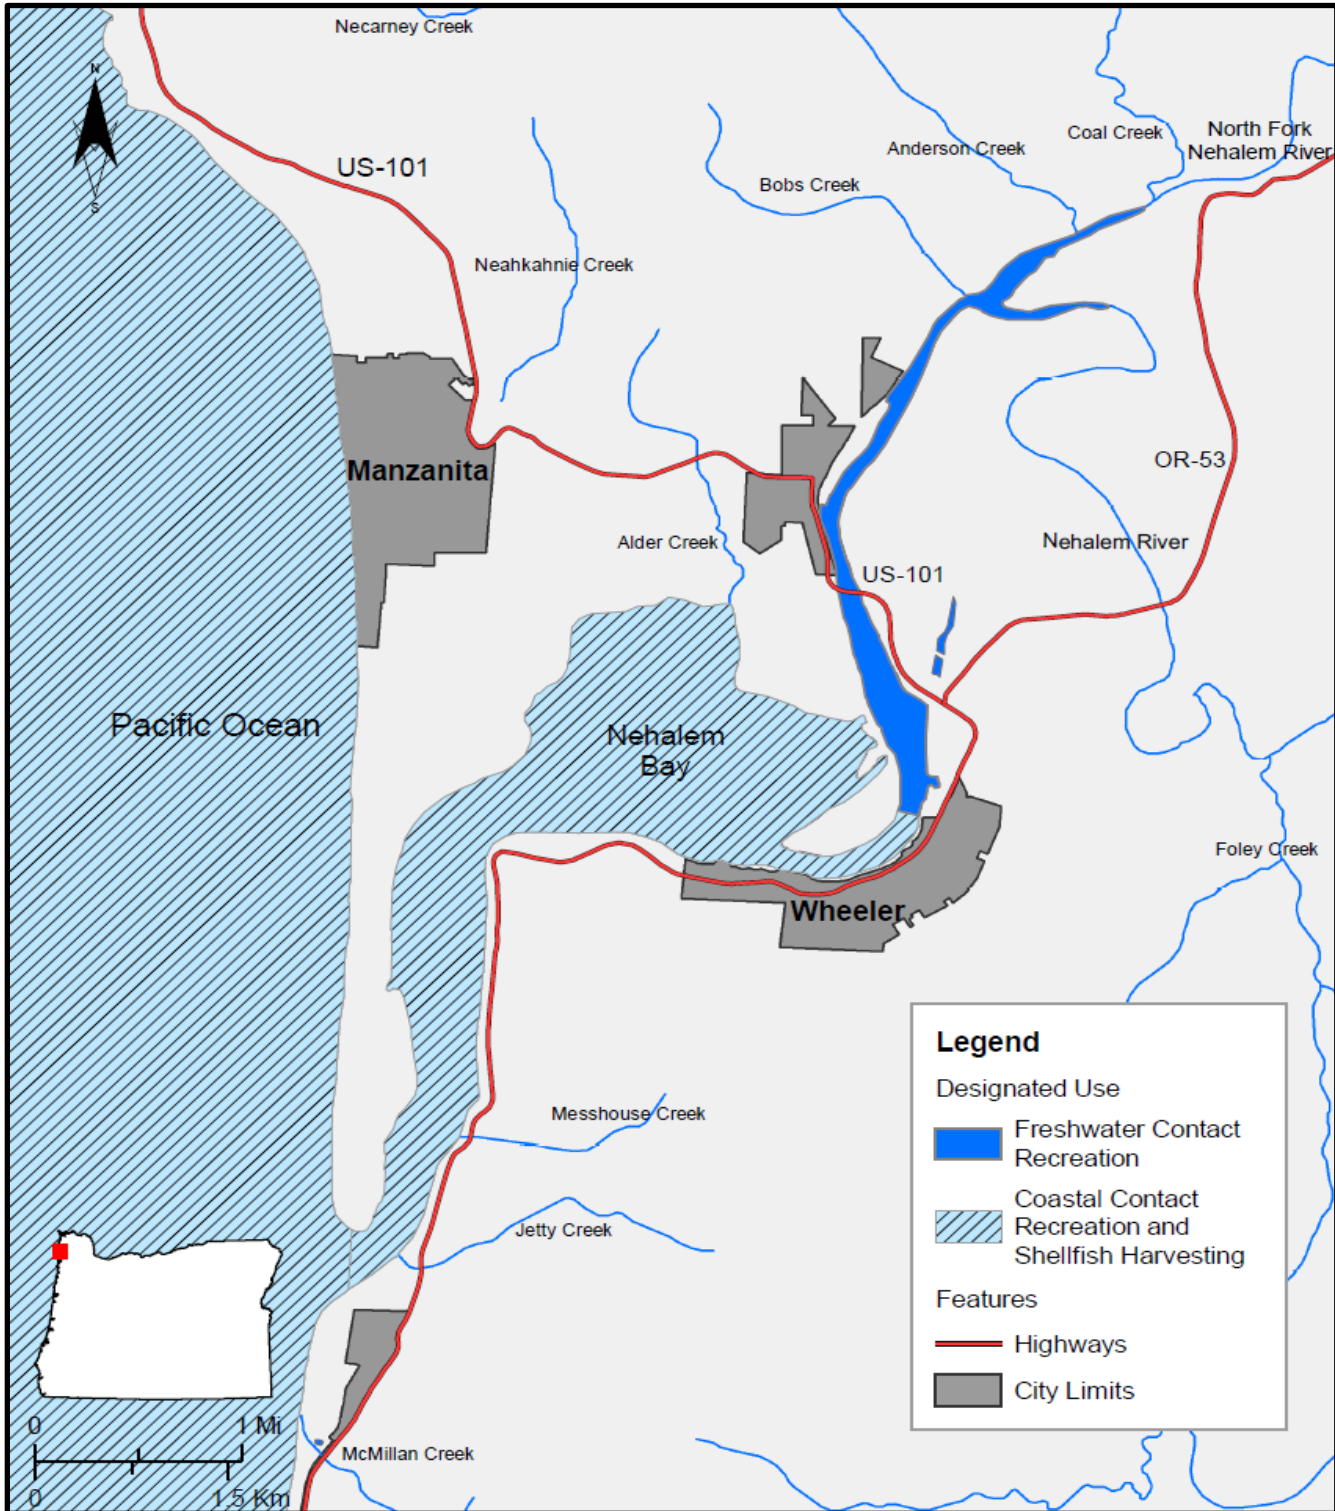 Necarney Creek
N
S
US-101
Coal Creek
North Fork
Nehalem River
Anderson Creek
Bobs Creek
Neahkahnie Creek
Manzanita
OR-53
Alder Creek
Nehalem River
US-101
Pacific Ocean
Nehalem
Bay
Foley Creek
Wheeler
Messhouse Creek
Jetty Creek
McMillan Creek
Legend
Designated Use
Freshwater Contact
Recreation
Coastal Contact
Recreation and
Shellfish Harvesting
Features
Highways
City Limits
0 1 Mi
0 1.5 Km